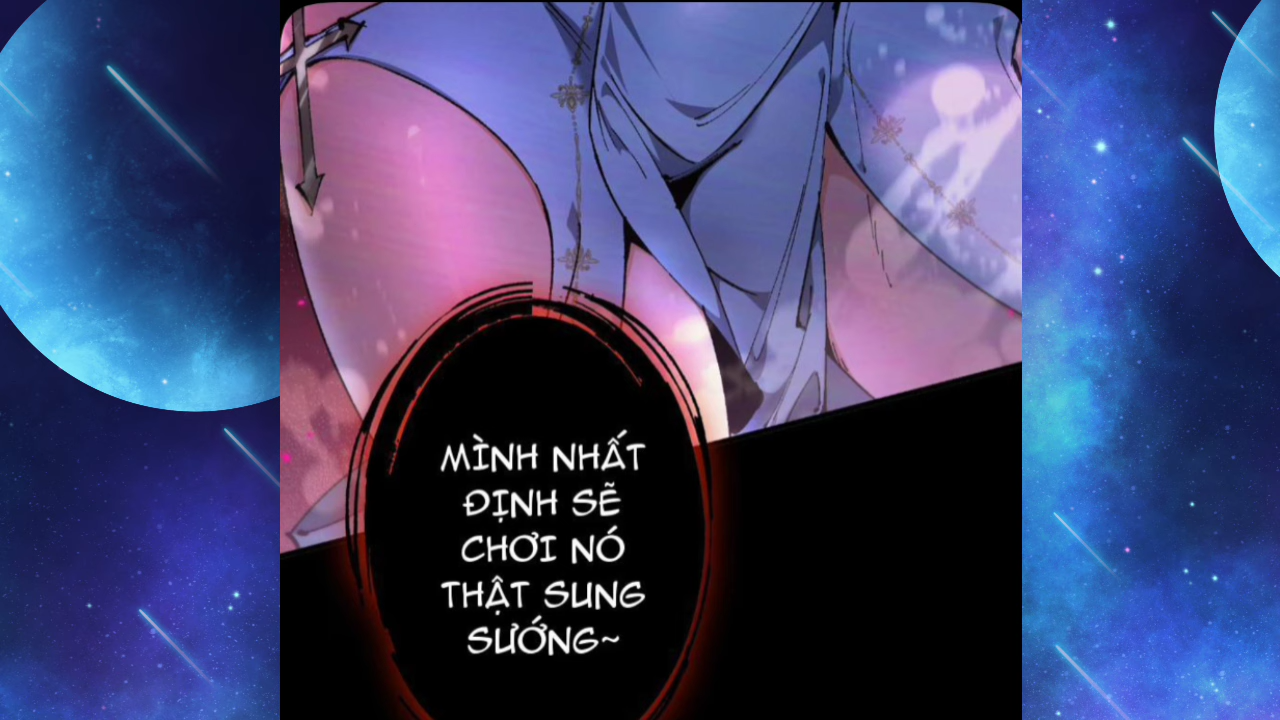 MÌNH NHẤT
ĐỊNH SẼ
CHƠI NÓ
THẬT SUNG
SƯỚNG~